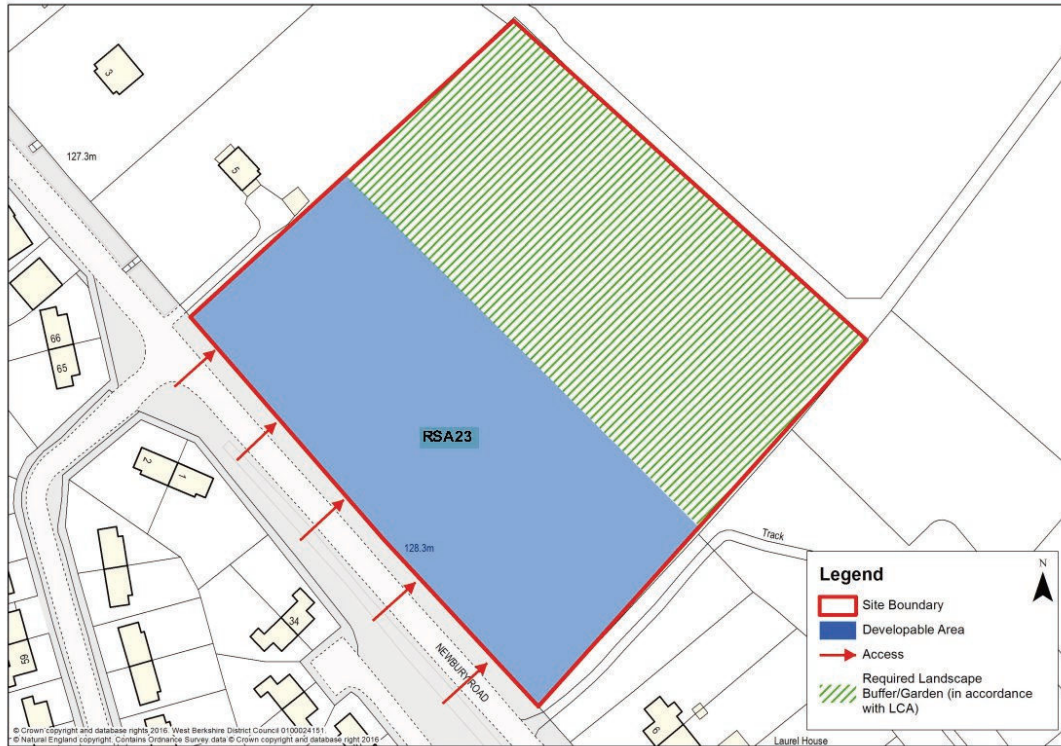 3
127.3m
5
66
65
RSA23
2
1
128.3m
Track
34
NEWBURY ROAD
69
6
Laurel House
Legend
N
Site Boundary
Developable Area
Access
Required Landscape
Buffer/Garden (in accordance
with LCA)
© Crown copyright and database rights 2016. West Berkshire District Council 0100024151.
© Natural England copyright. Contains Ordnance Survey data © Crown copyright and database right 2016